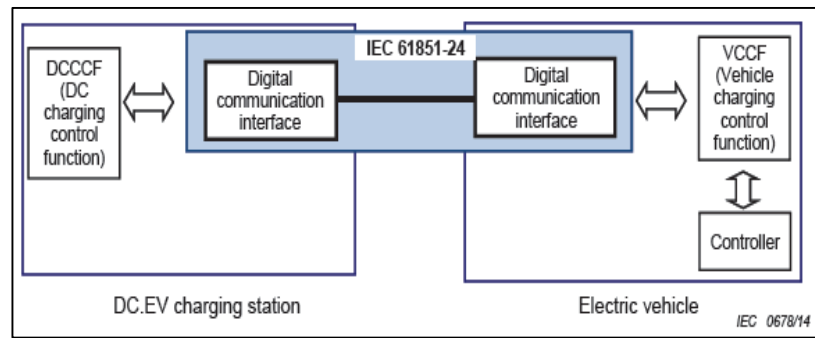 IEC 61851-24
DCCCF
(DC
charging
control
function)
Digital
communication
interface
Digital
communication
interface
VCCF
(Vehicle
charging
control
function)
Controller
DC.EV charging station
Electric vehicle
IEC 0678/14